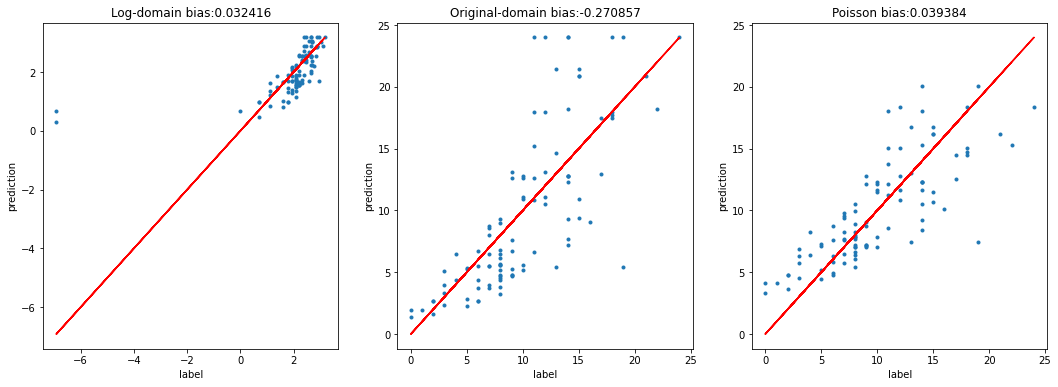 Log-domain bias:0.032416
2
0
−2
−4
−6
prediction
−6 −4 −2 0 2
label
Original-domain bias:-0.270857
25
20
15
10
5
0
prediction
0 5 10 15 20 25
label
Poisson bias:0.039384
25
20
15
10
5
0
prediction
0 5 10 15 20 25
label